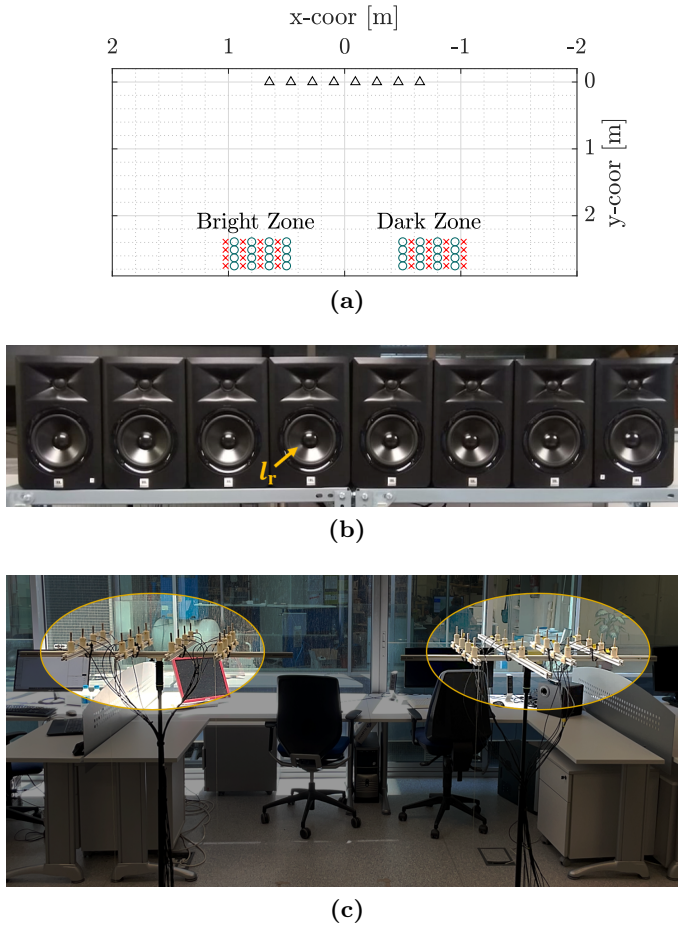 x-coor [m]
2 1 0 -1 -2
0
1
2
y-coor [m]
Bright Zone Dark Zone
(a)
l_r
(b)
(c)